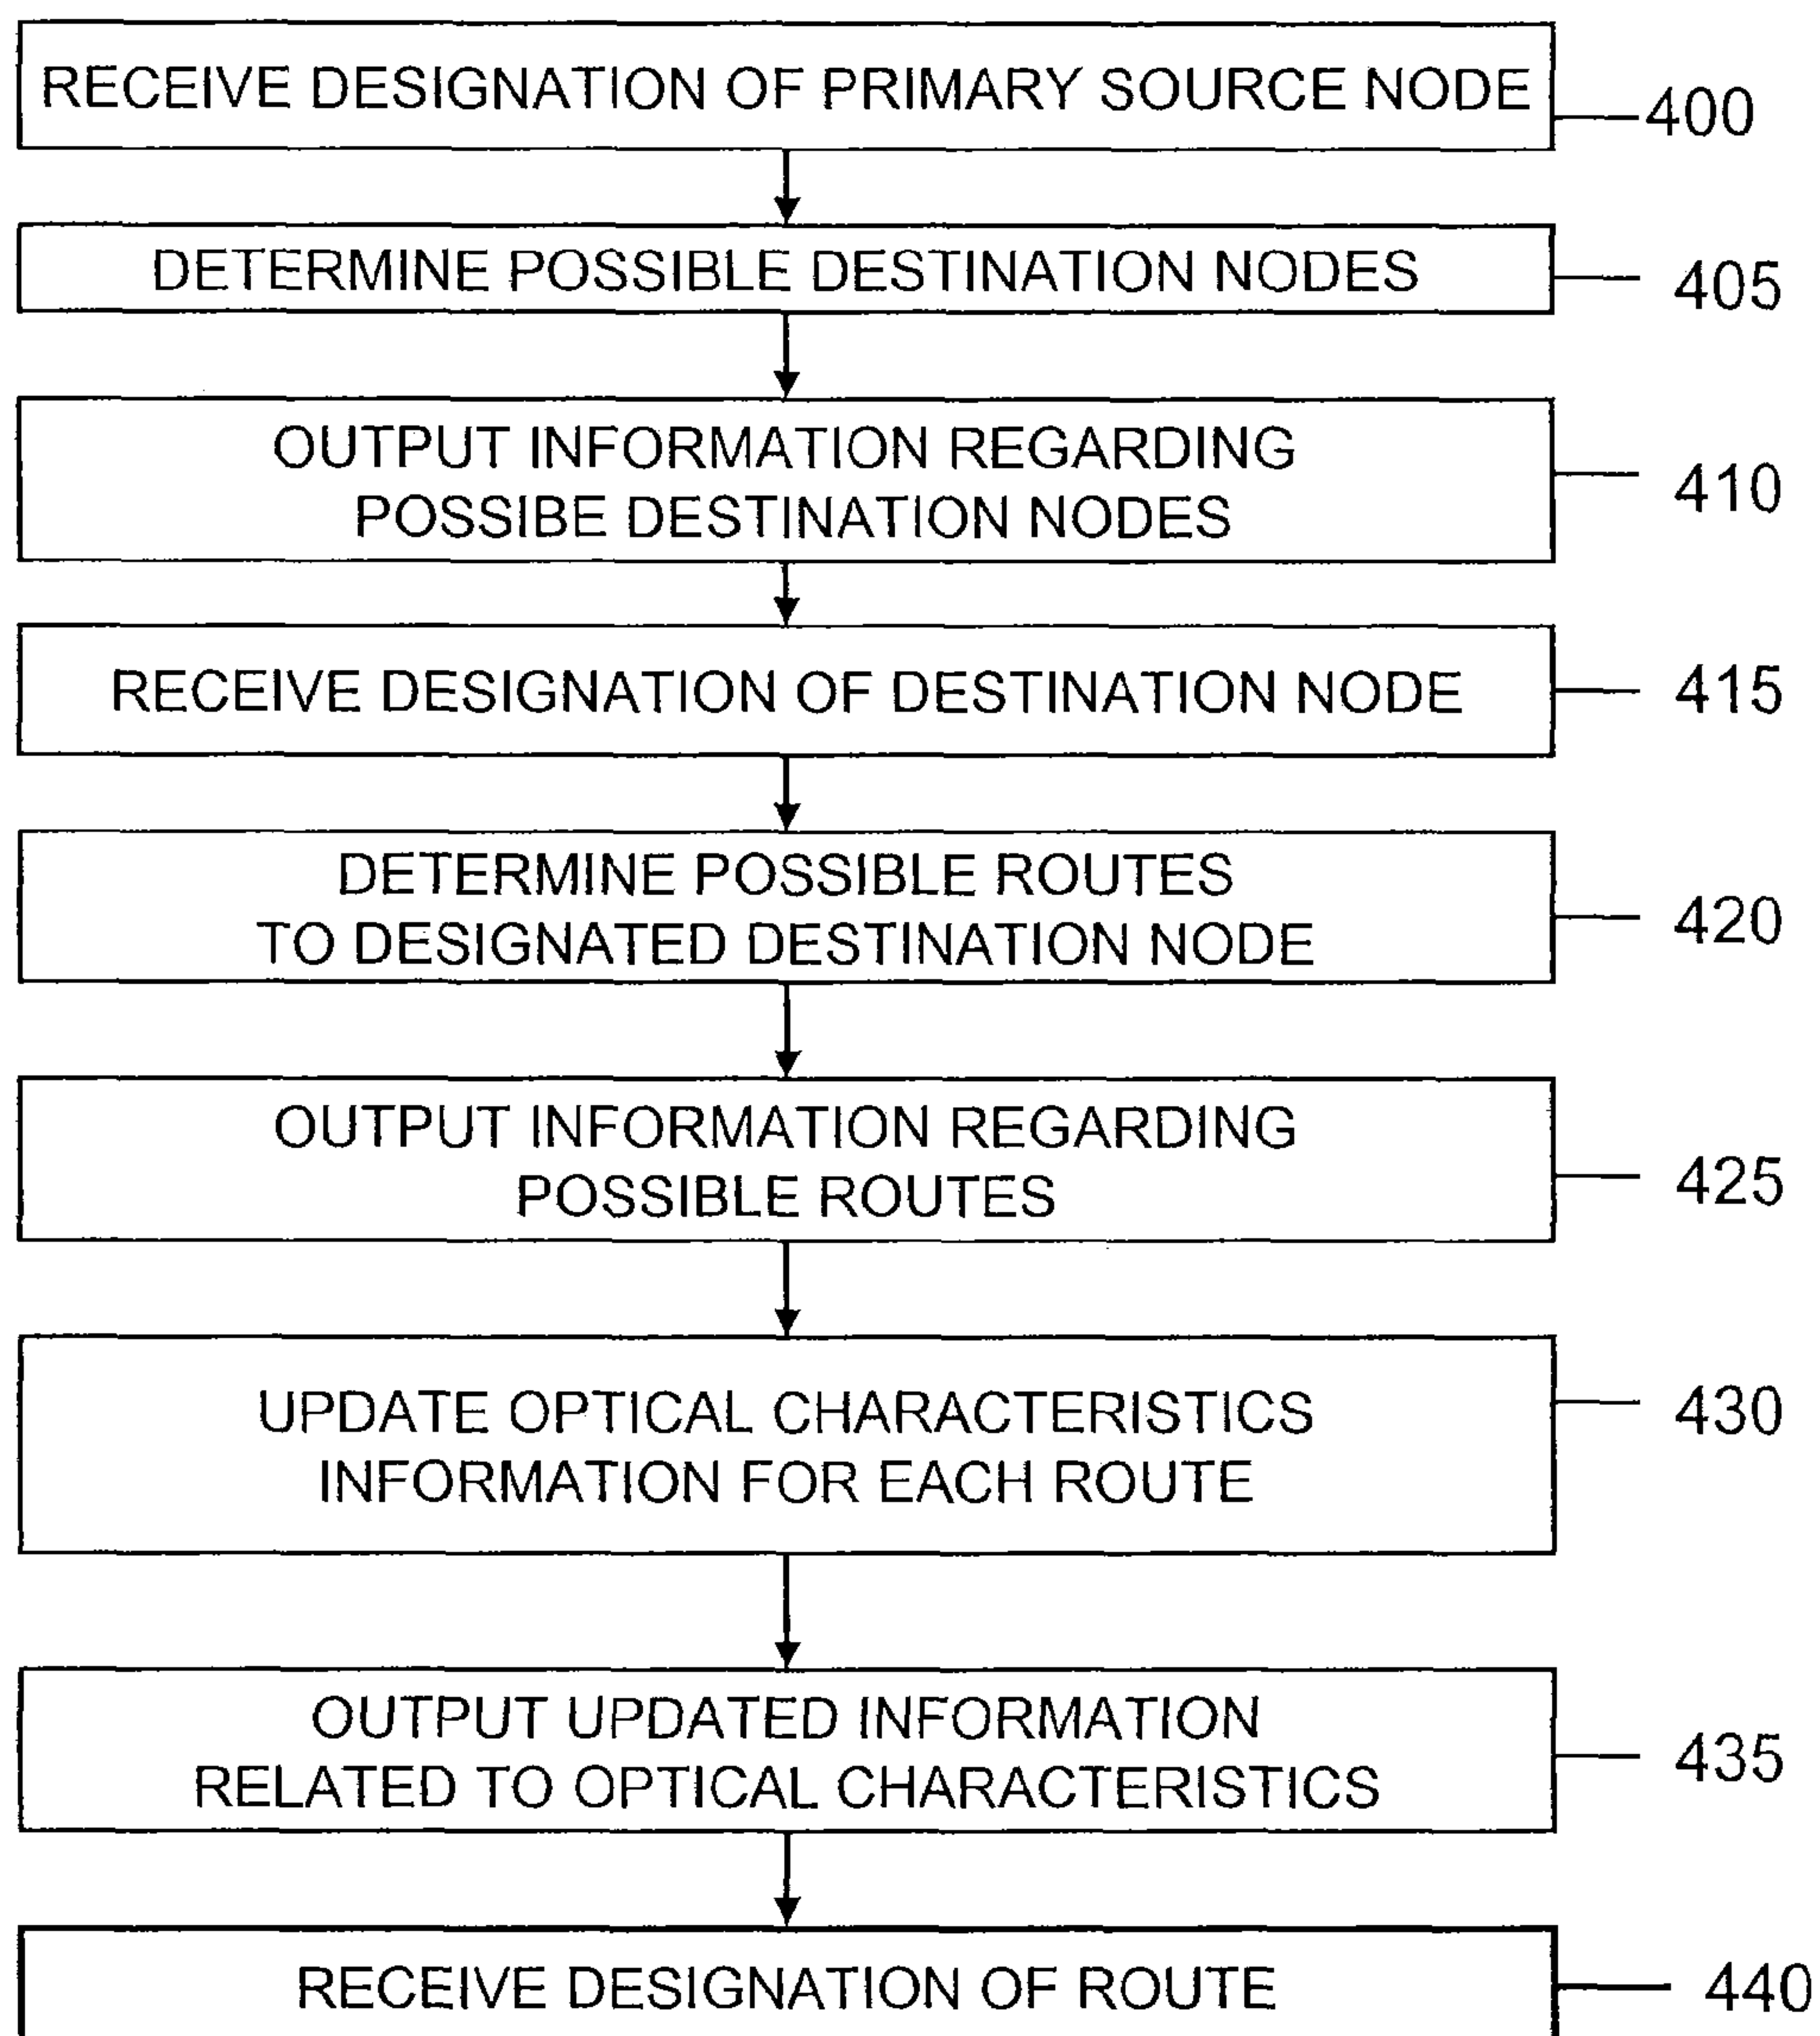 RECEIVE DESIGNATION OF PRIMARY SOURCE NODE
400
DETERMINE POSSIBLE DESTINATION NODES
405
OUTPUT INFORMATION REGARDING
POSSIBE DESTINATION NODES
410
RECEIVE DESIGNATION OF DESTINATION NODE
415
DETERMINE POSSIBLE ROUTES
TO DESIGNATED DESTINATION NODE
420
OUTPUT INFORMATION REGARDING
POSSIBLE ROUTES
425
UPDATE OPTICAL CHARACTERISTICS
INFORMATION FOR EACH ROUTE
430
OUTPUT UPDATED INFORMATION
RELATED TO OPTICAL CHARACTERISTICS
435
RECEIVE DESIGNATION OF ROUTE
440